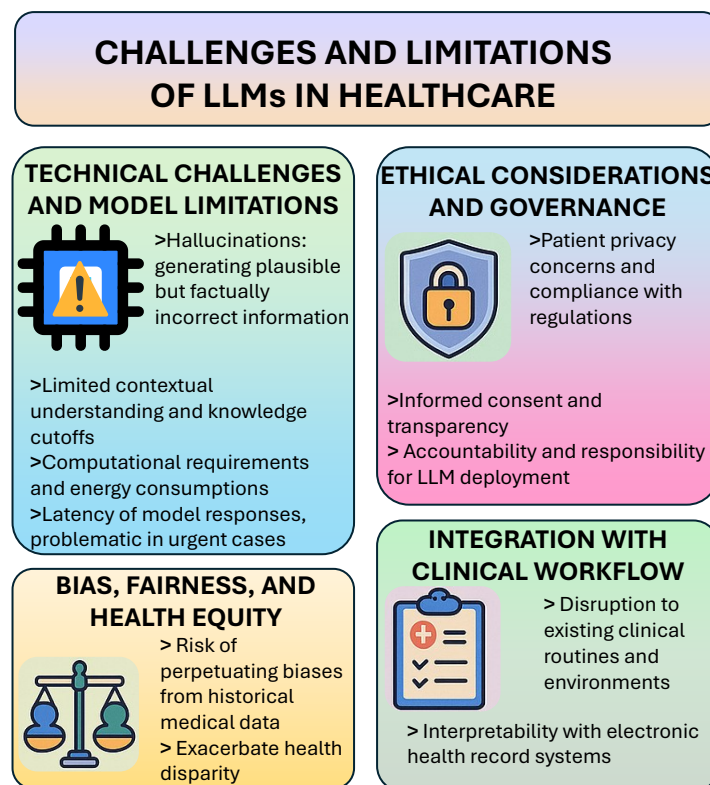 CHALLENGES AND LIMITATIONS
OF LLMs IN HEALTHCARE
TECHNICAL CHALLENGES
AND MODEL LIMITATIONS
>Hallucinations:
generating plausible
but factually
incorrect information
>Limited contextual
understanding and knowledge
cutoffs
>Computational requirements
and energy consumptions
>Latency of model responses,
problematic in urgent cases
ETHICAL CONSIDERATIONS
AND GOVERNANCE
>Patient privacy
concerns and
compliance with
regulations
>Informed consent and
transparency
> Accountability and responsibility
for LLM deployment
BIAS, FAIRNESS, AND
HEALTH EQUITY
> Risk of
perpetuating biases
from historical
medical data
> Exacerbate health
disparity
INTEGRATION WITH
CLINICAL WORKFLOW
> Disruption to
existing clinical
routines and
environments
> Interpretability with electronic
health record systems